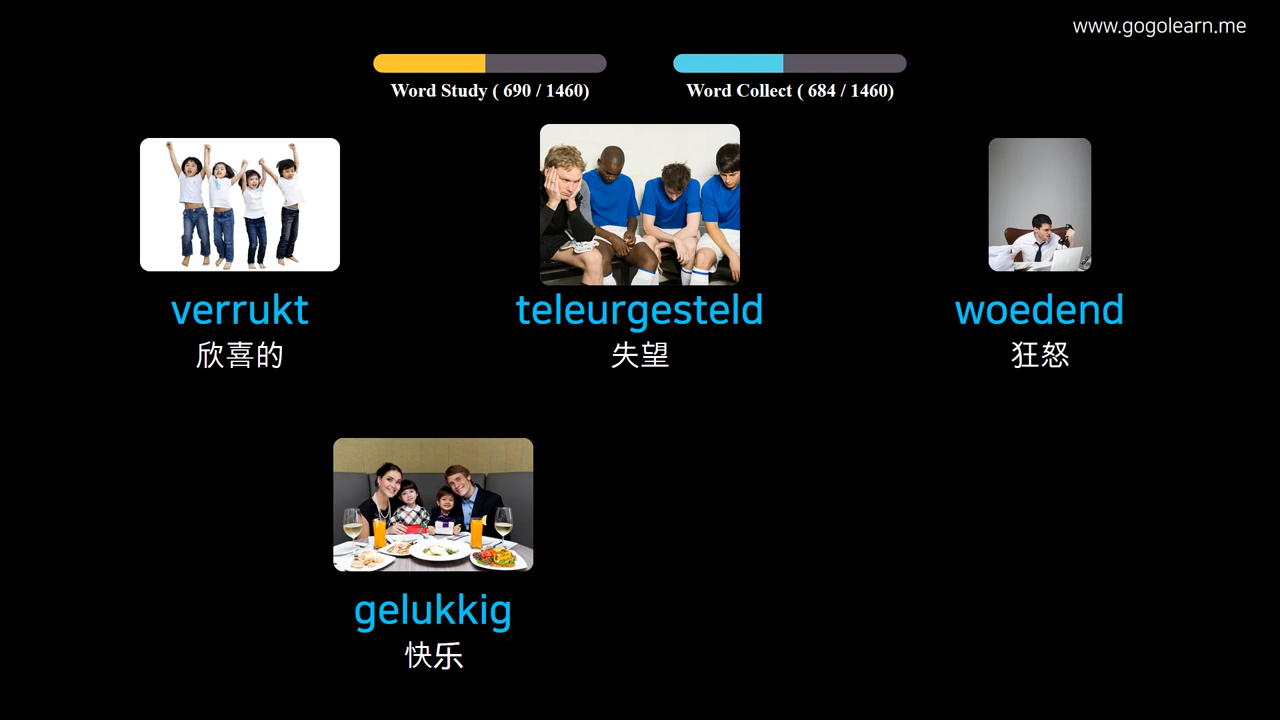 www.gogolearn.me
Word Study ( 690 / 1460)
Word Collect ( 684 / 1460)
verrukt
欣喜的
teleurgesteld
失望
woedend
狂怒
gelukkig
快乐